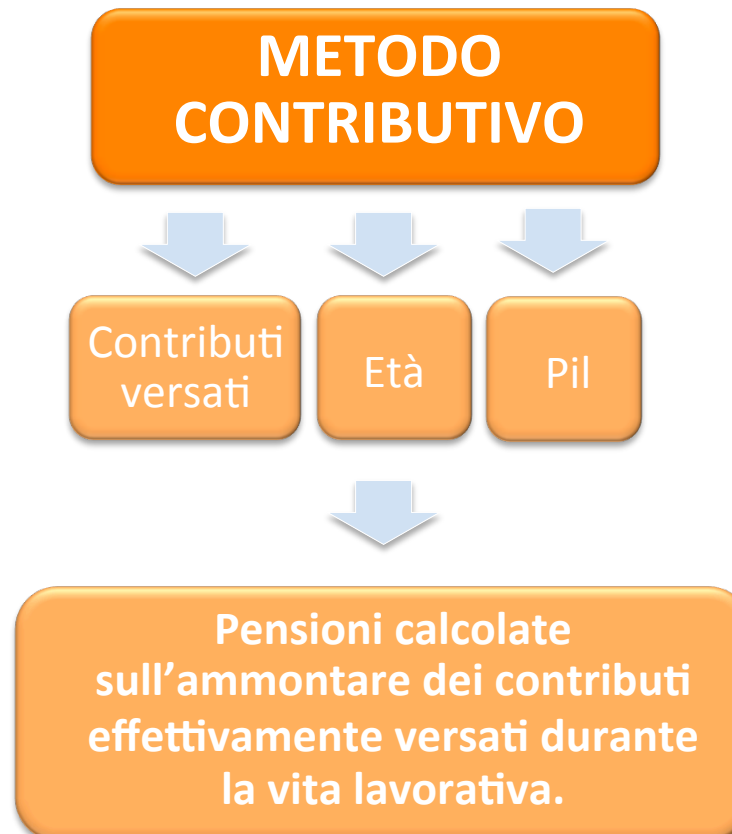 METODO
CONTRIBUTIVO
Contributi
versati
Età
Pil
Pensioni calcolate
sull’ammontare dei contributi
effettivamente versati durante
la vita lavorativa.